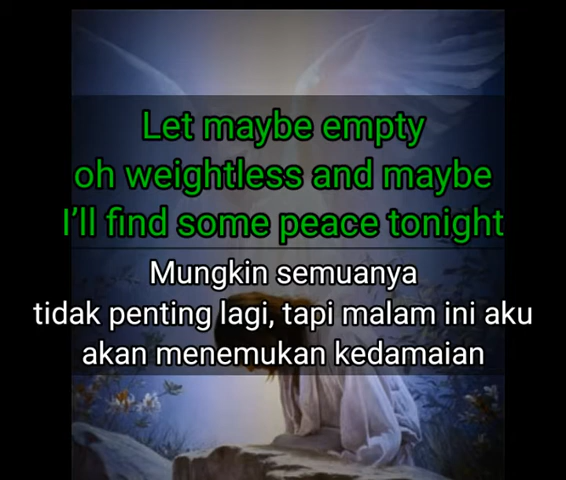 Let maybe empty
oh weightless and maybe
I'll find some peace tonight
Mungkin semuanya
tidak penting lagi, tapi malam ini aku
akan menemukan kedamaian